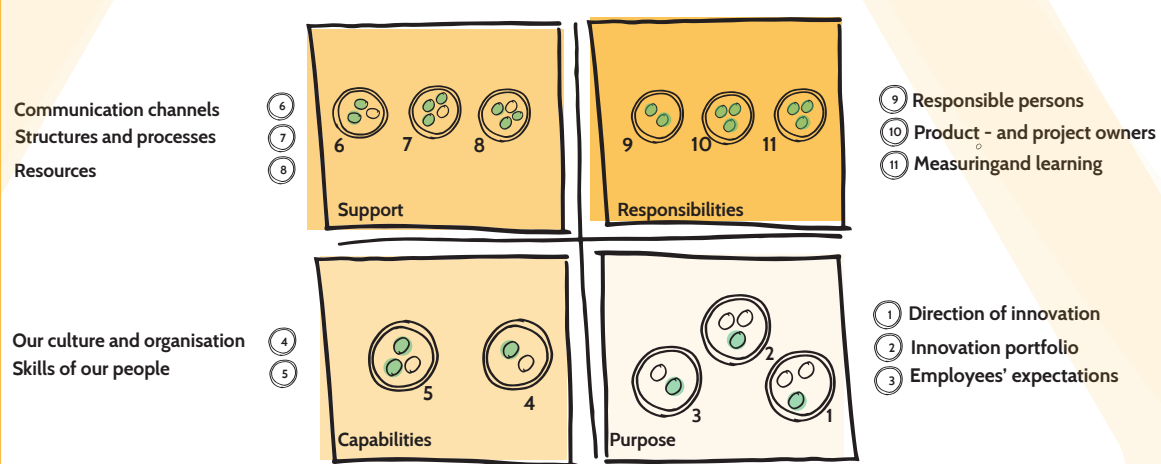 Communication channels
6
Structures and processes
7
Resources
8
6
7
8
Support
9
10
11
Responsibilities
9
Responsible persons
10
Product - and project owners
11
Measuringand learning
Our culture and organisation
4
Skills of our people
5
5
4
Capabilities
2
3
1
Purpose
1
Direction of innovation
2
Innovation portfolio
3
Employees' expectations